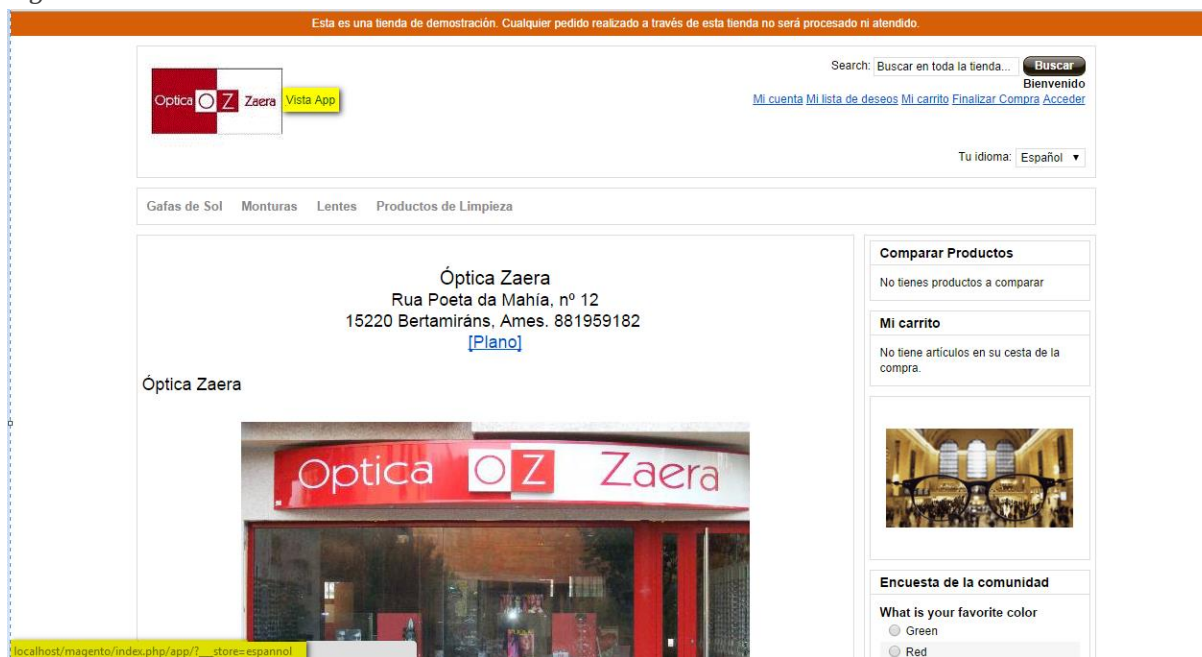 Esta es una tienda de demostración. Cualquier pedido realizado a través de esta tienda no será procesado ni atendido.
Optica OZ Zaera
Vista App
Search: Buscar en toda la tienda... Buscar
Bienvenido
Mi cuenta Mi lista de deseos Mi carrito Finalizar Compra Acceder
Tu idioma: Español
Gafas de Sol Monturas Lentes Productos de Limpieza
Óptica Zaera
Rua Poeta da Mahía, nº 12
15220 Bertamiráns, Ames. 881959182
[Plano]
Óptica Zaera
Optica OZ Zaera
Comparar Productos
No tienes productos a comparar
Mi carrito
No tiene artículos en su cesta de la
compra.
Encuesta de la comunidad
What is your favorite color
Green
Red
localhost/magento/index.php/app/?___store=espannol